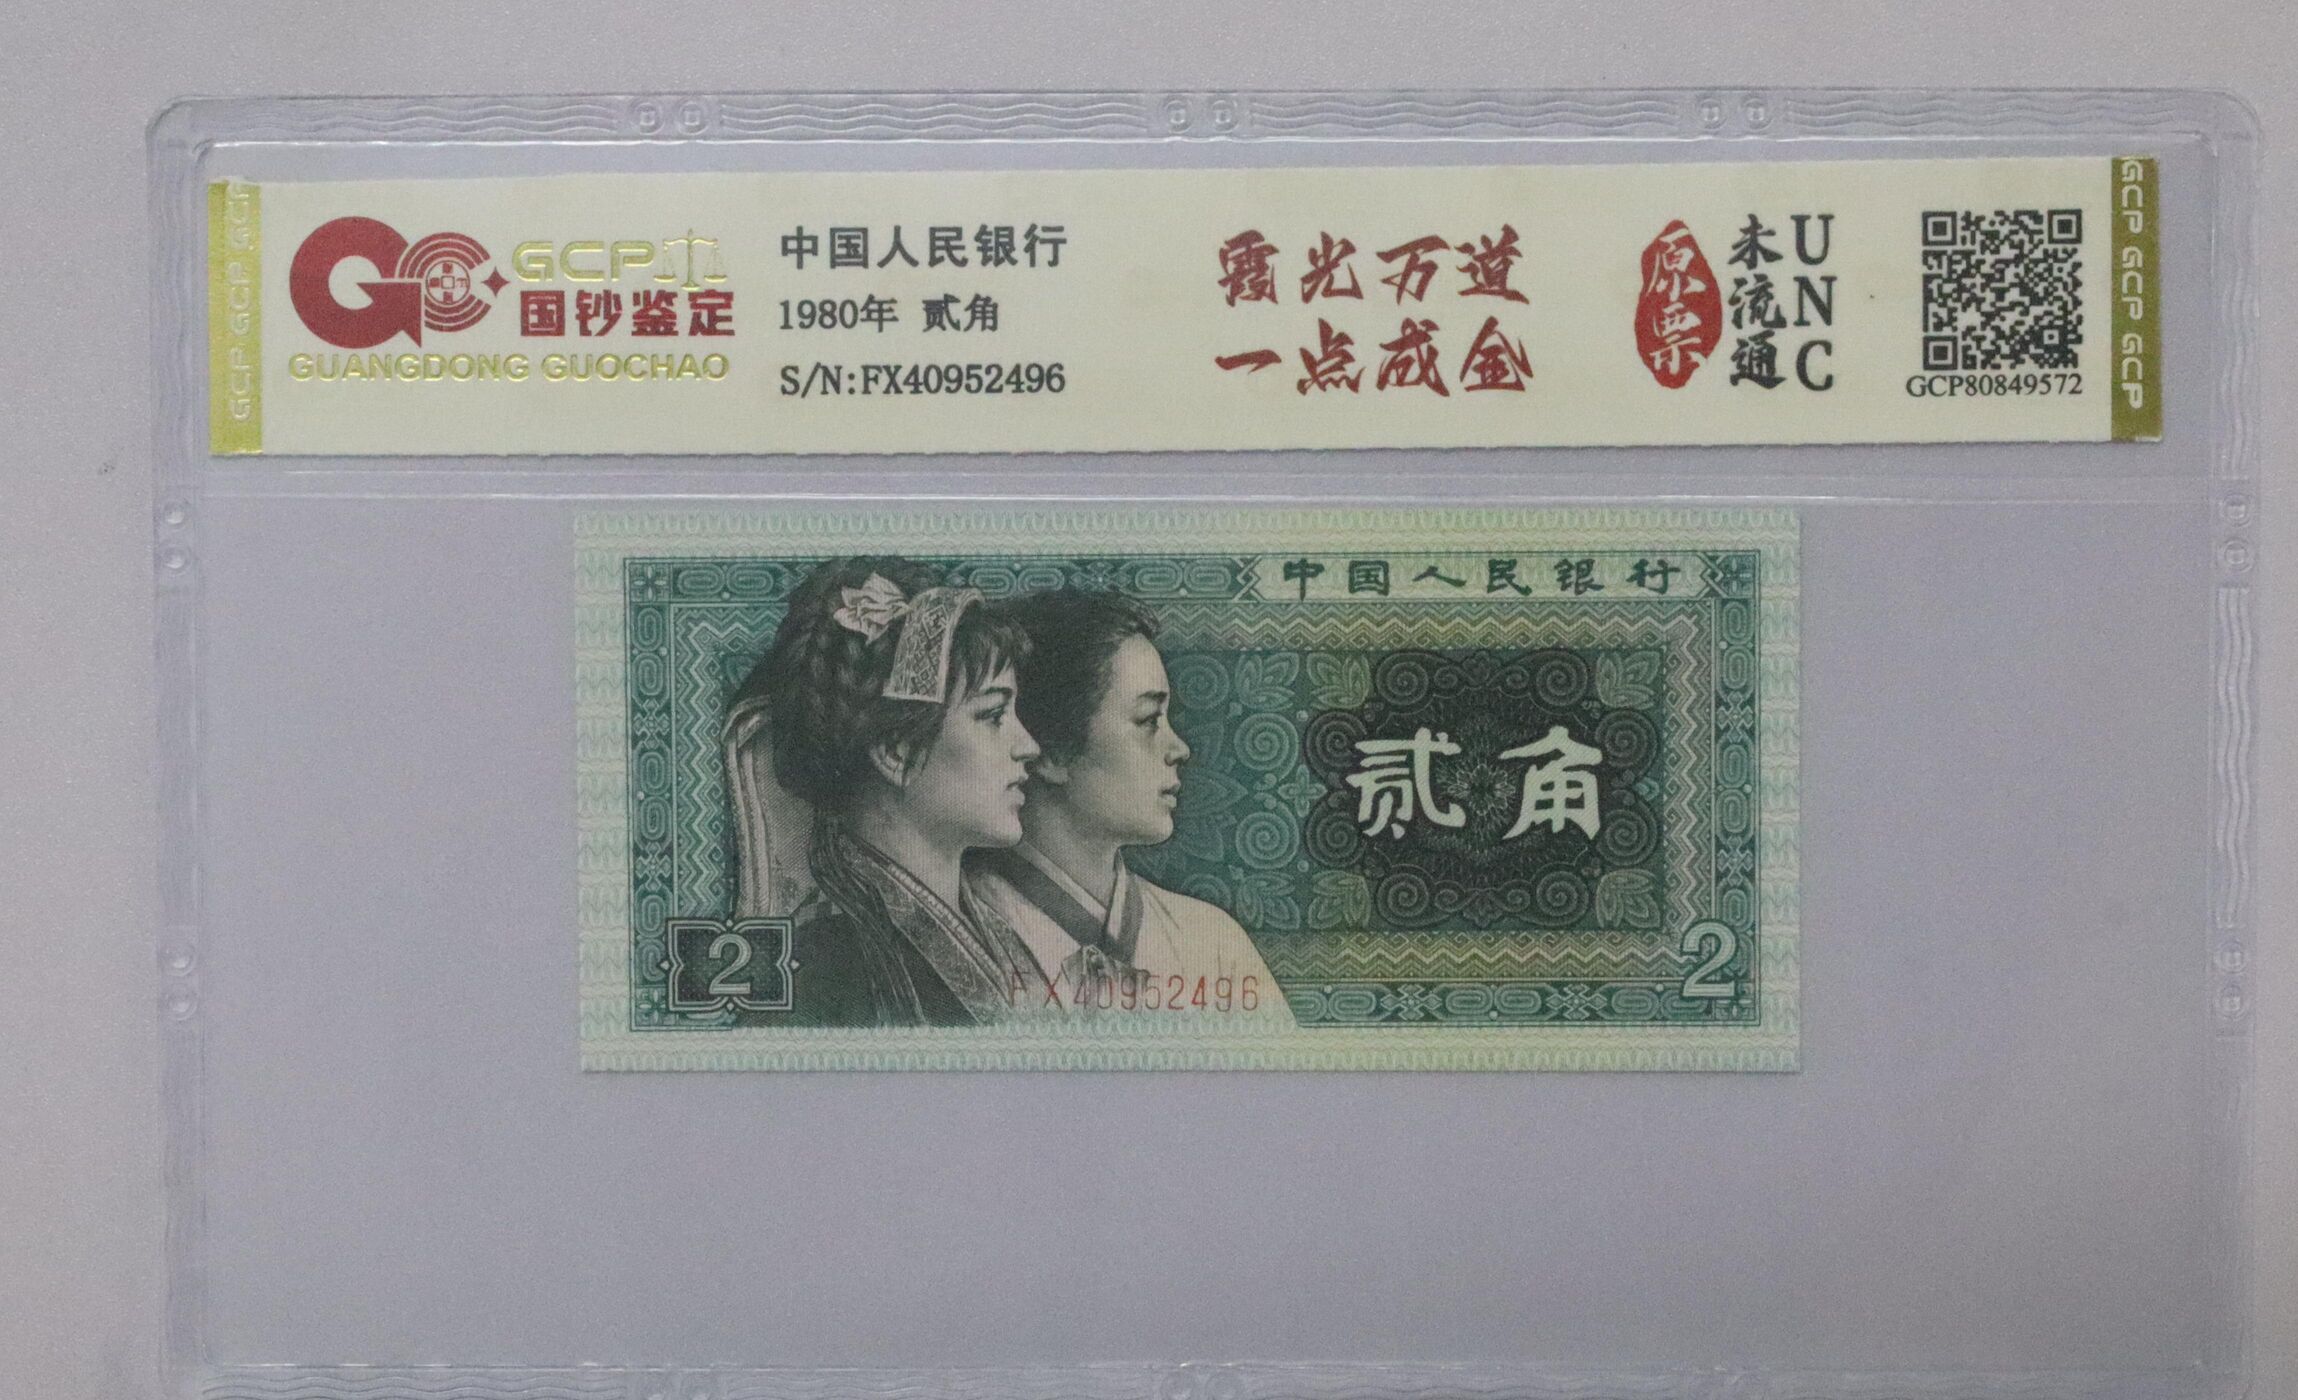 GCP
国钞鉴定
GUANGDONG GUOCHAO
中国人民银行
1980年 贰角
S/N:FX40952496
霞光万道
一点成金
原票
未流通
UNC
GCP80849572
GCP GCP GCP
GCP GCP GCP
中国人民银行
贰角
2
FX40952496
2